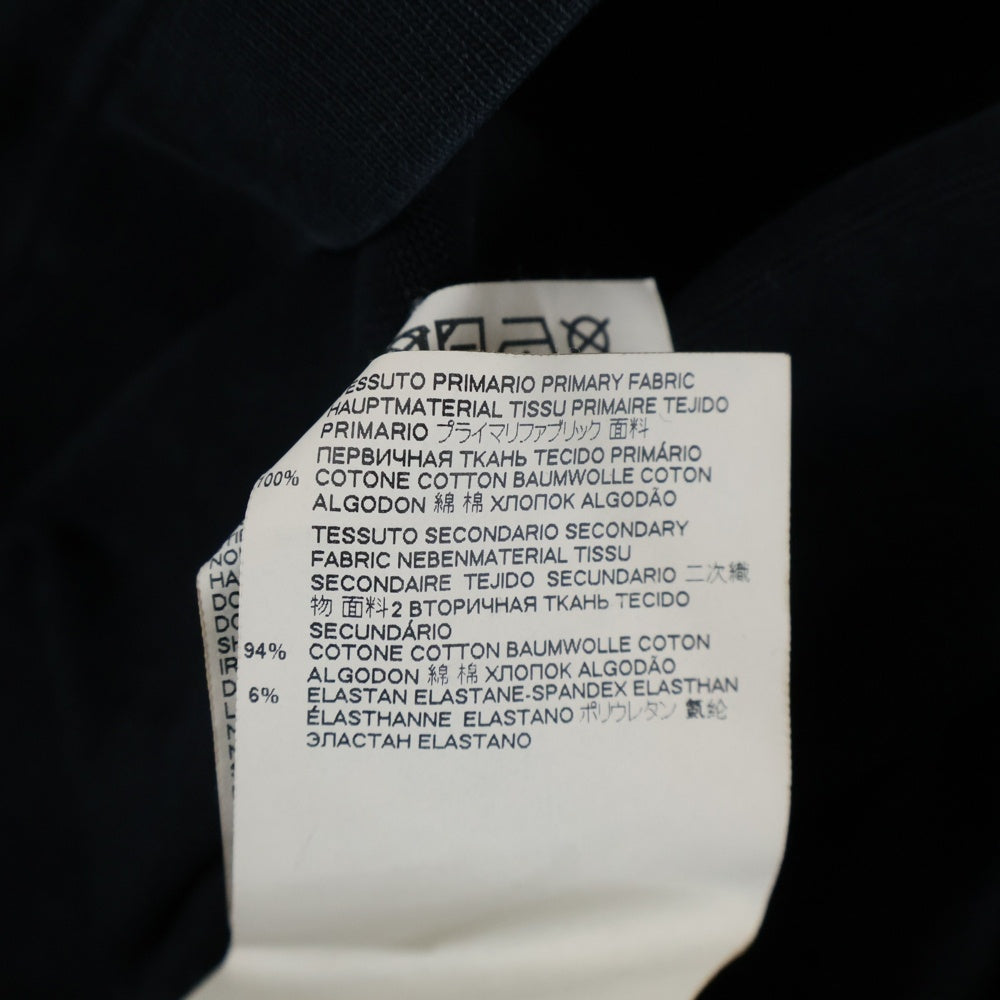 TESSUTO PRIMARIO PRIMARY FABRIC
HAUPTMATERIAL TISSU PRIMAIRE TEJIDO
PRIMARIO プライマリファブリック 面料
ПЕРВИЧНАЯ ТКАНЬ TECIDO PRIMÁRIO
100% COTONE COTTON BAUMWOLLE COTON
ALGODON 綿 棉 ХЛОПОК ALGODÃO
TESSUTO SECONDARIO SECONDARY
FABRIC NEBENMATERIAL TISSU
SECONDAIRE TEJIDO SECUNDARIO 二次織
物 面料2 ВТОРИЧНАЯ ТКАНЬ TECIDO
SECUNDÁRIO
94% COTONE COTTON BAUMWOLLE COTON
ALGODON 綿 棉 ХЛОПОК ALGODÃO
6% ELASTAN ELASTANE-SPANDEX ELASTHAN
ÉLASTHANNE ELASTANO ポリウレタン 氨纶
ЭЛАСТАН ELASTANO